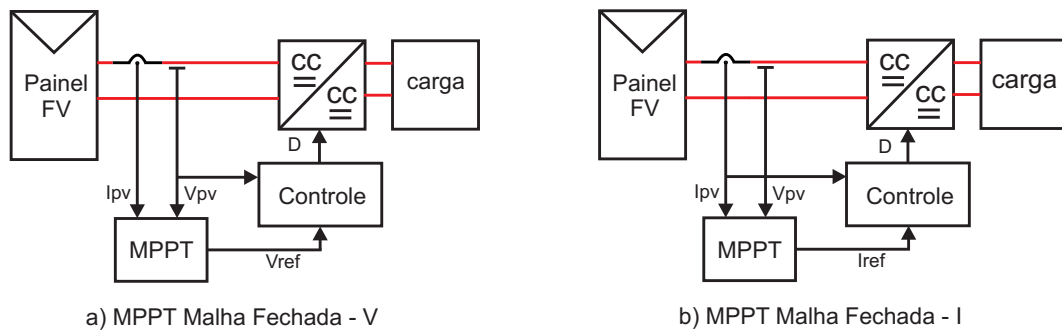 Painel
FV
CC
CC
carga
D
Ipv
Vpv
Controle
MPPT
Vref
a) MPPT Malha Fechada - V
Painel
FV
CC
CC
carga
D
Ipv
Vpv
Controle
MPPT
Iref
b) MPPT Malha Fechada - I